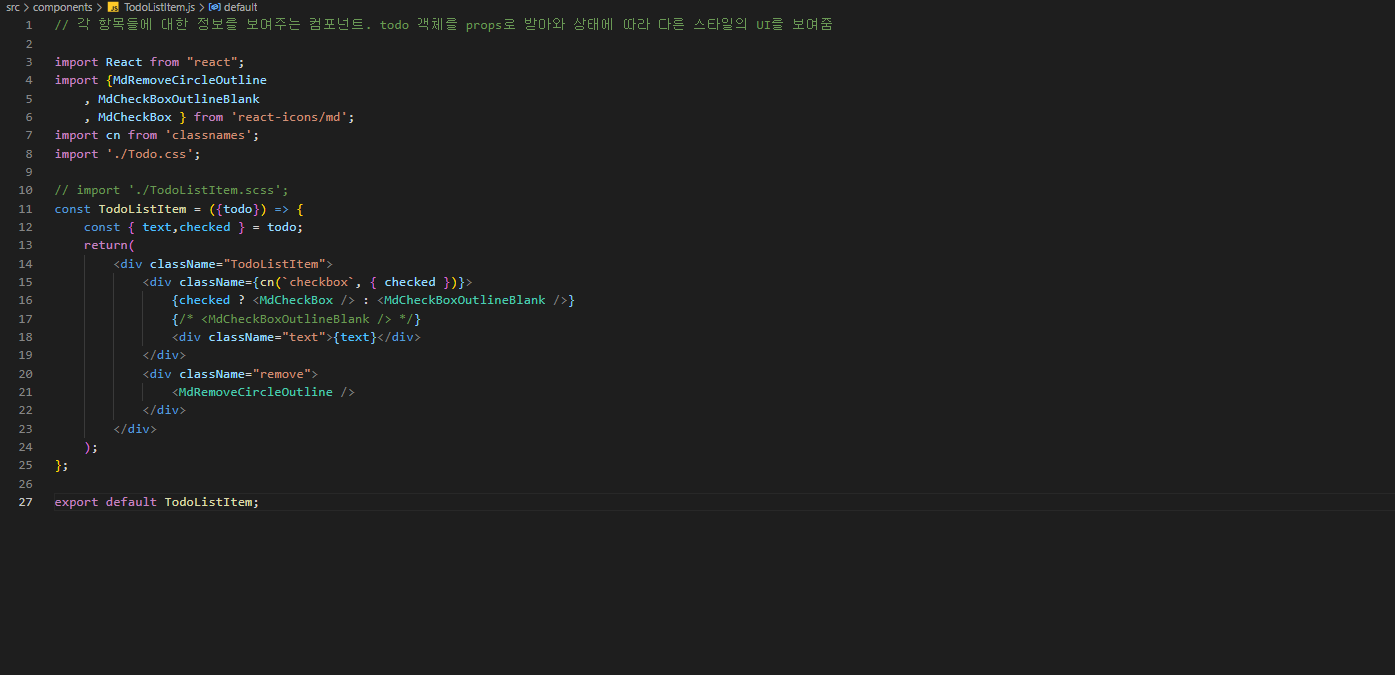 src > components > JS TodoListItem.js > default
1 // 각 항목들에 대한 정보를 보여주는 컴포넌트. todo 객체를 props로 받아와 상태에 따라 다른 스타일의 UI를 보여줌
2
3 import React from "react";
4 import {MdRemoveCircleOutline
5     , MdCheckBoxOutlineBlank
6     , MdCheckBox } from 'react-icons/md';
7 import cn from 'classnames';
8 import './Todo.css';
9
10 // import './TodoListItem.scss';
11 const TodoListItem = ({todo}) => {
12     const { text,checked } = todo;
13     return(
14         <div className="TodoListItem">
15             <div className={cn(`checkbox`, { checked })}>
16                 {checked ? <MdCheckBox /> : <MdCheckBoxOutlineBlank />}
17                 {/* <MdCheckBoxOutlineBlank /> */}
18                 <div className="text">{text}</div>
19             </div>
20             <div className="remove">
21                 <MdRemoveCircleOutline />
22             </div>
23         </div>
24     );
25 };
26
27 export default TodoListItem;